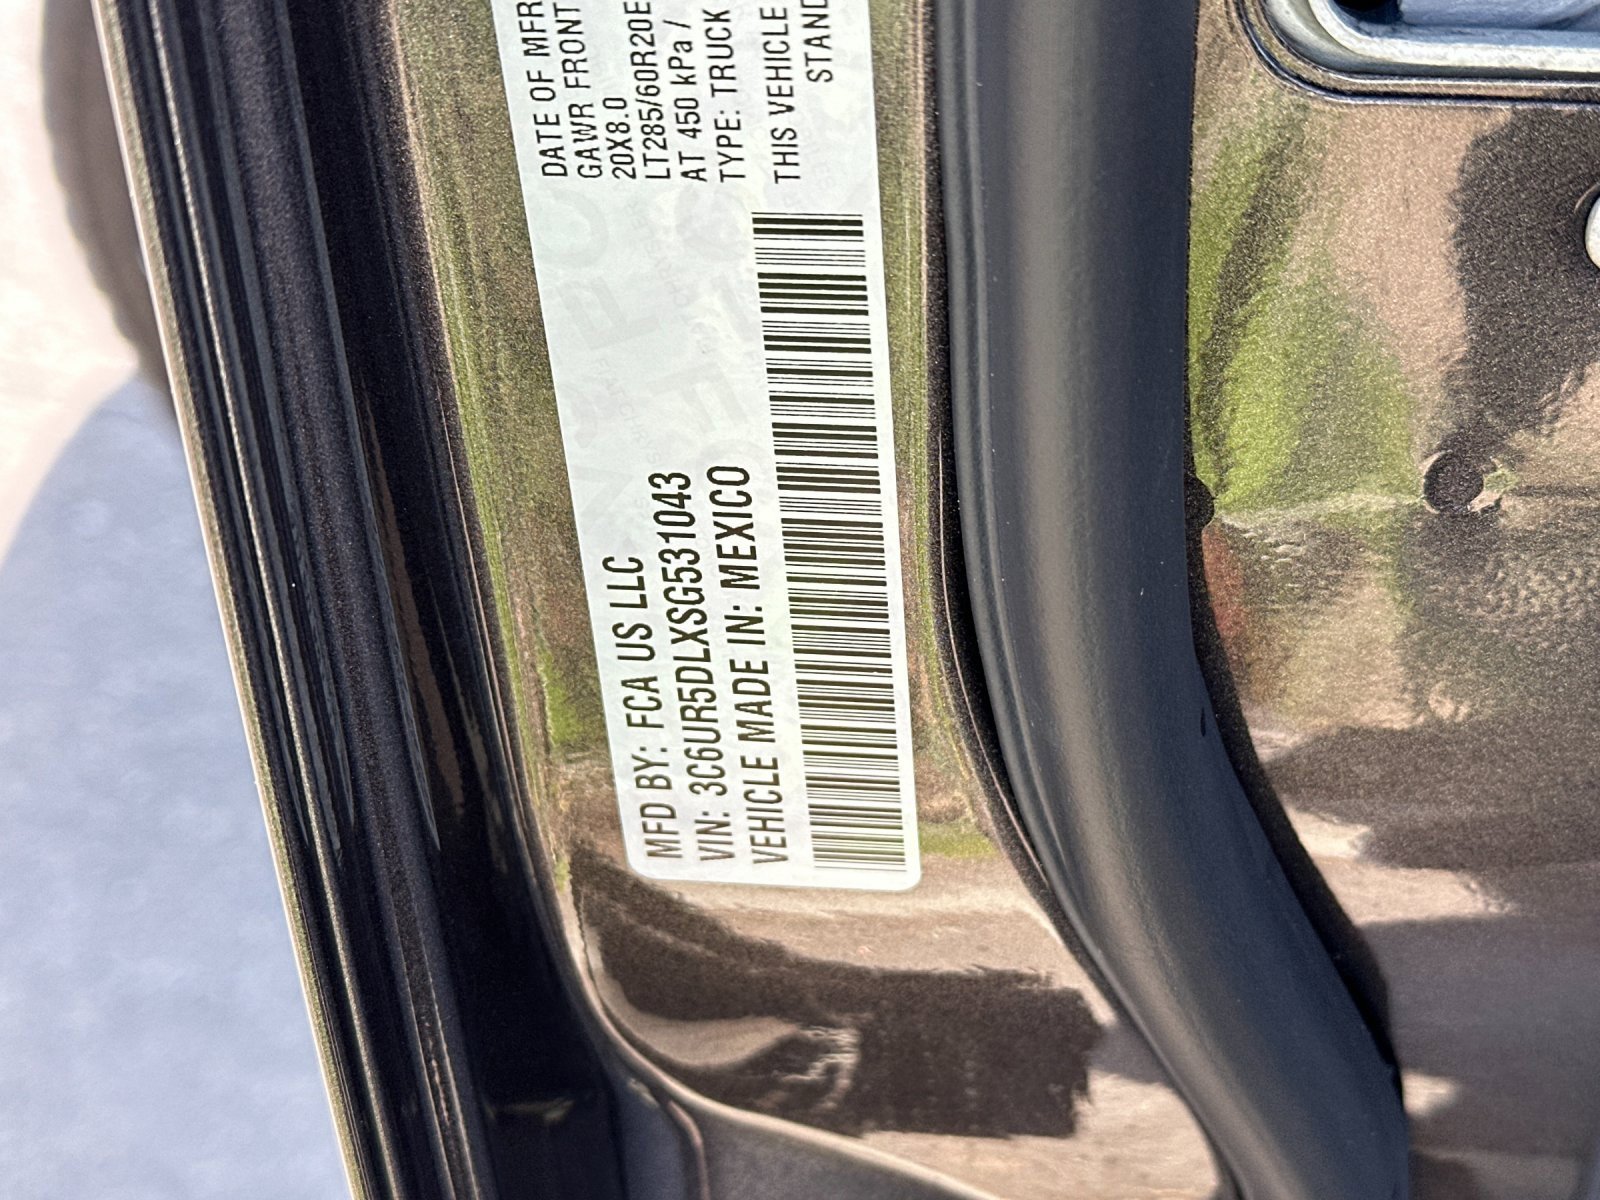 MFD BY: FCA US LLC
VIN: 3C6UR5DLXSG531043
VEHICLE MADE IN: MEXICO
DATE OF MFR
GAWR FRONT
20X8.0
LT285/60R20E
AT 450 kPa /
TYPE: TRUCK
THIS VEHICLE
STAND